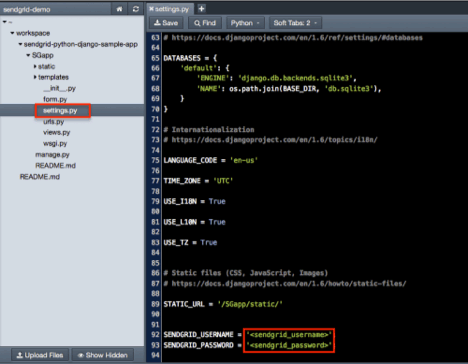 sendgrid-demo
~
workspace
sendgrid-python-django-sample-app
SGapp
static
templates
__init__.py
form.py
settings.py
urls.py
views.py
wsgi.py
manage.py
README.md
README.md
Upload Files
Show Hidden
settings.py
Save
Find
Python
Soft Tabs: 2
63 # https://docs.djangoproject.com/en/1.6/ref/settings/#databases
64
65 DATABASES = {
66 'default': {
67 'ENGINE': 'django.db.backends.sqlite3',
68 'NAME': os.path.join(BASE_DIR, 'db.sqlite3'),
69 }
70 }
71
72 # Internationalization
73 # https://docs.djangoproject.com/en/1.6/topics/i18n/
74
75 LANGUAGE_CODE = 'en-us'
76
77 TIME_ZONE = 'UTC'
78
79 USE_I18N = True
80
81 USE_L10N = True
82
83 USE_TZ = True
84
85
86 # Static files (CSS, JavaScript, Images)
87 # https://docs.djangoproject.com/en/1.6/howto/static-files/
88
89 STATIC_URL = '/SGapp/static/'
90
91
92 SENDGRID_USERNAME = '<sendgrid_username>'
93 SENDGRID_PASSWORD = '<sendgrid_password>'
94